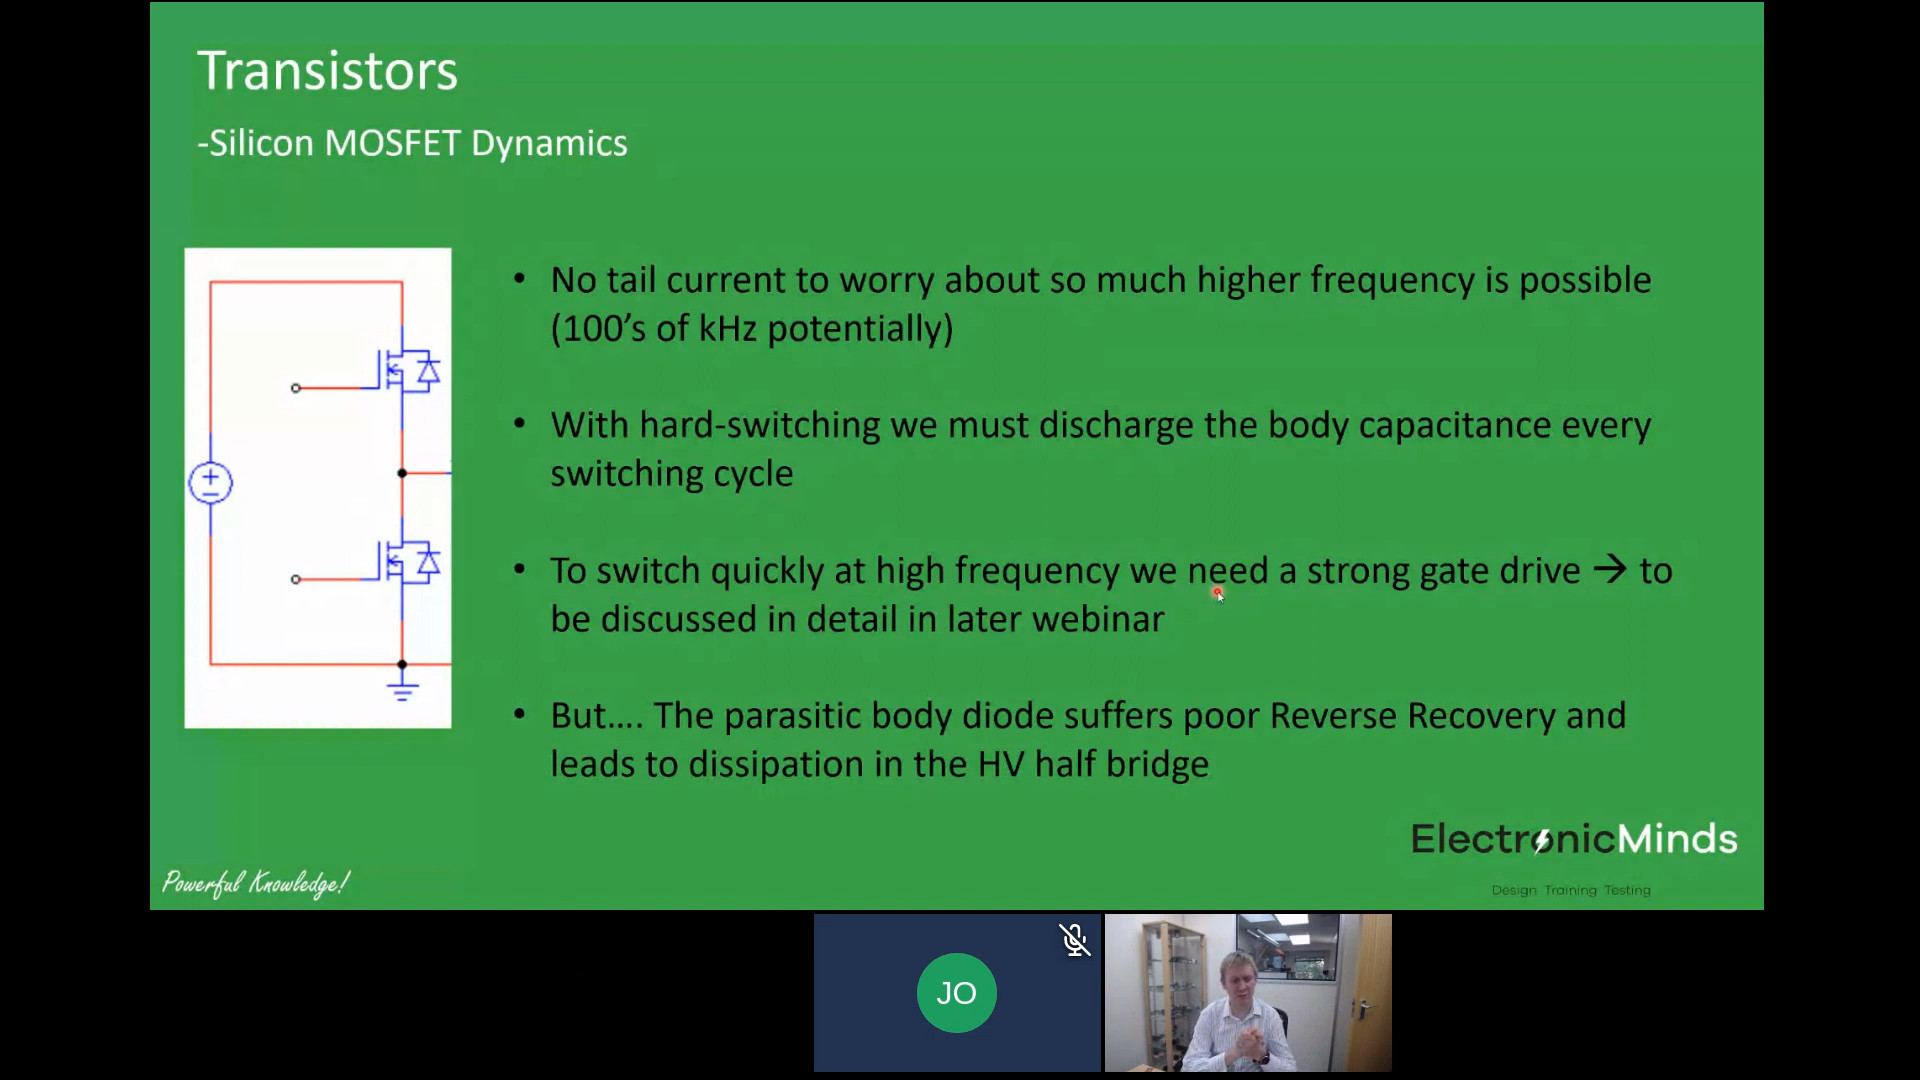 Transistors
-Silicon MOSFET Dynamics
• No tail current to worry about so much higher frequency is possible
(100’s of kHz potentially)
• With hard-switching we must discharge the body capacitance every
switching cycle
• To switch quickly at high frequency we need a strong gate drive → to
be discussed in detail in later webinar
• But…. The parasitic body diode suffers poor Reverse Recovery and
leads to dissipation in the HV half bridge
ElectronicMinds
Design Training Testing
Powerful Knowledge!
JO